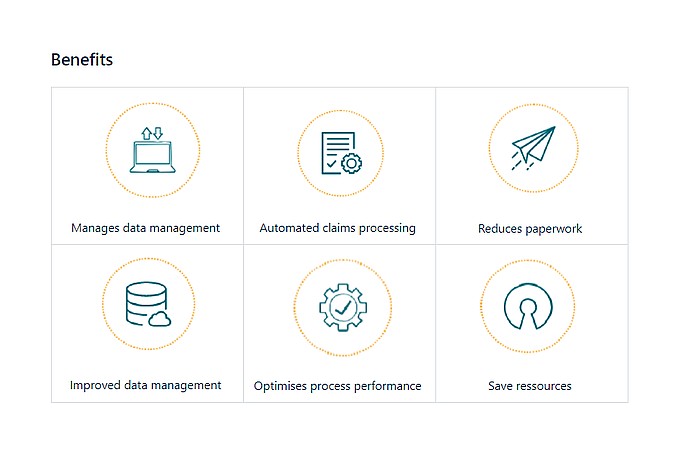 Benefits
Manages data management
Automated claims processing
Reduces paperwork
Improved data management
Optimises process performance
Save ressources